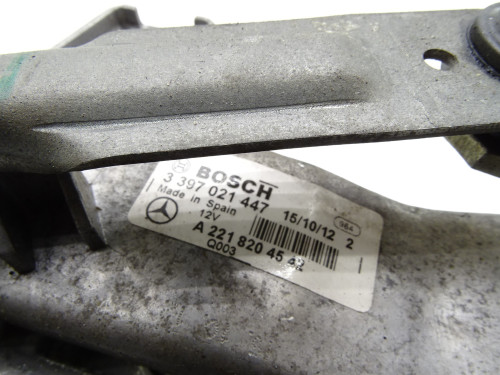 BOSCH
3 397 021 447
Made in Spain
15/10/12 2
12V
A 221 820 45 42
Q003